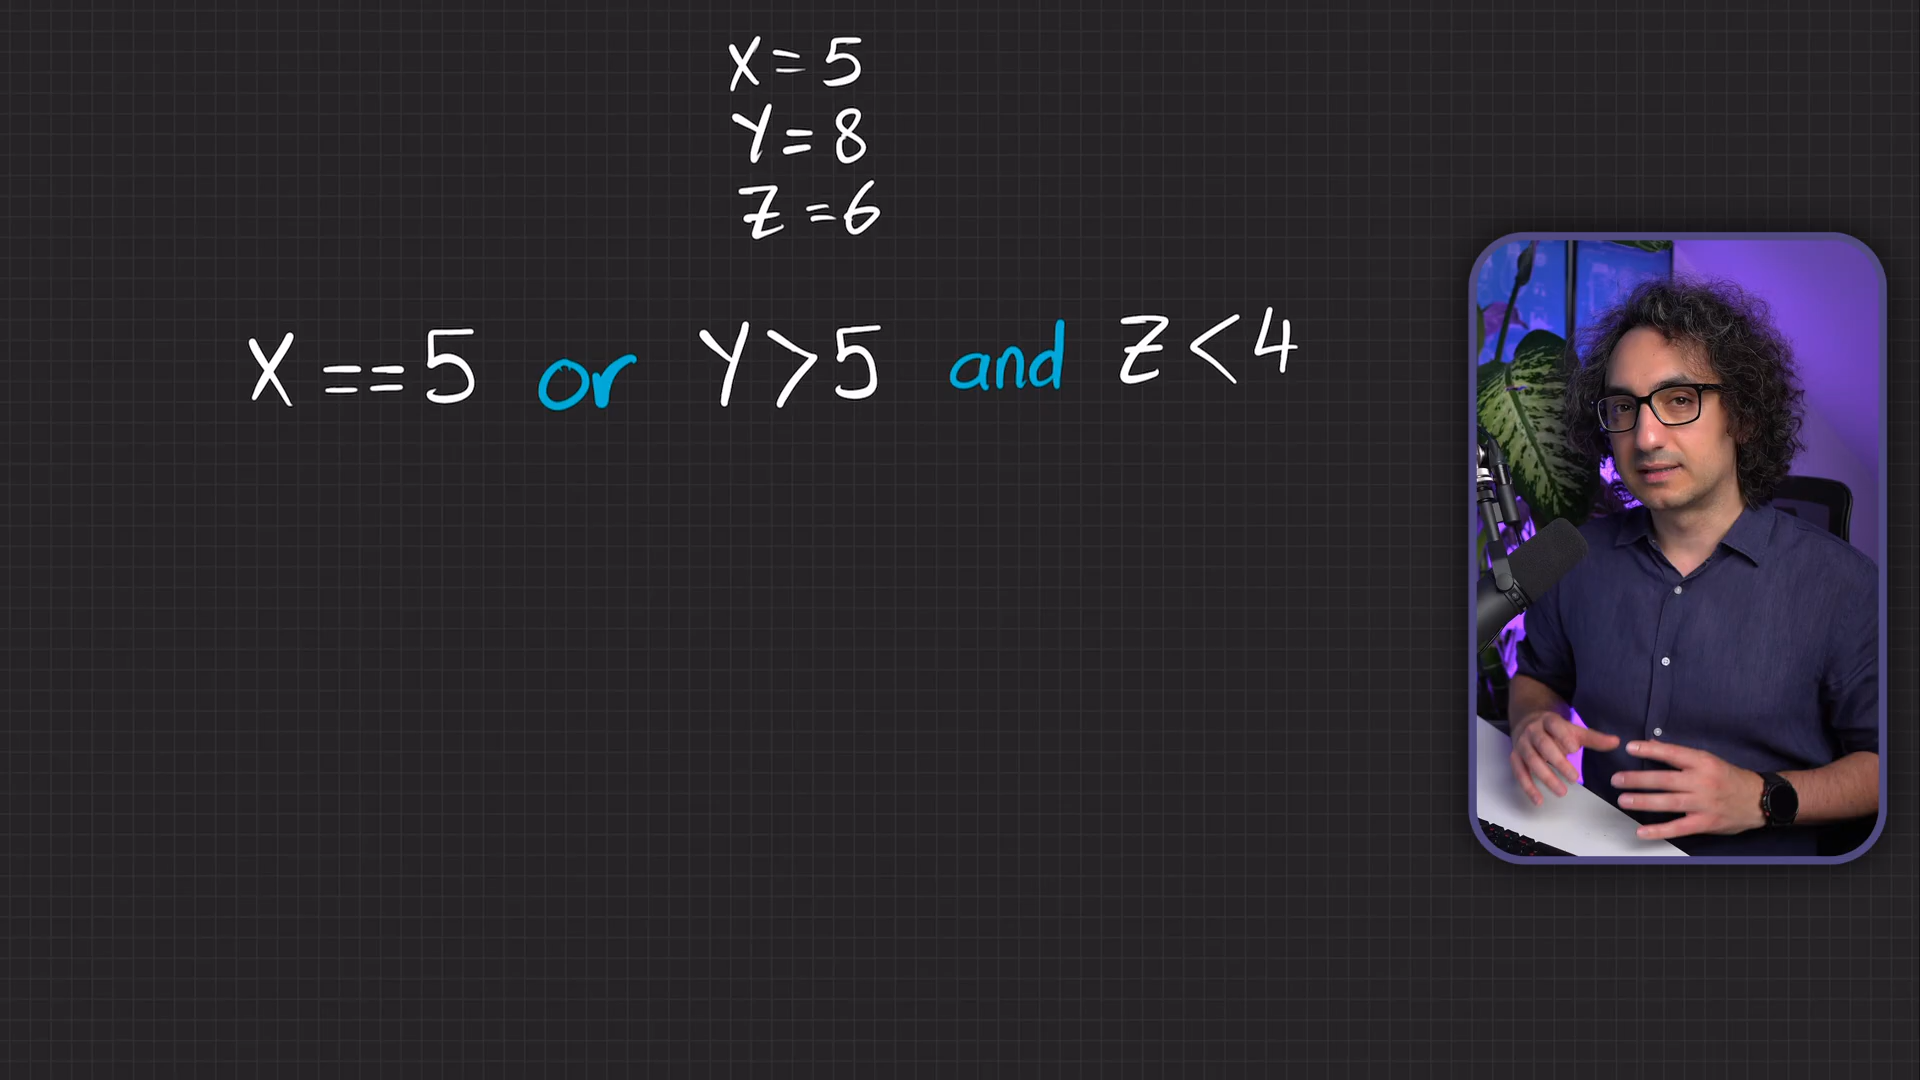 X = 5
Y = 8
Z = 6
X == 5 or Y > 5 and Z < 4